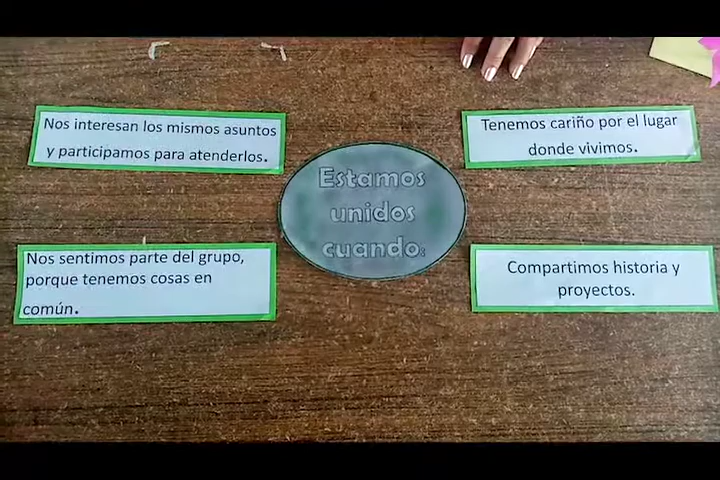 Nos interesan los mismos asuntos
y participamos para atenderlos.
Tenemos cariño por el lugar
donde vivimos.
Estamos
unidos
cuando:
Nos sentimos parte del grupo,
porque tenemos cosas en
común.
Compartimos historia y
proyectos.